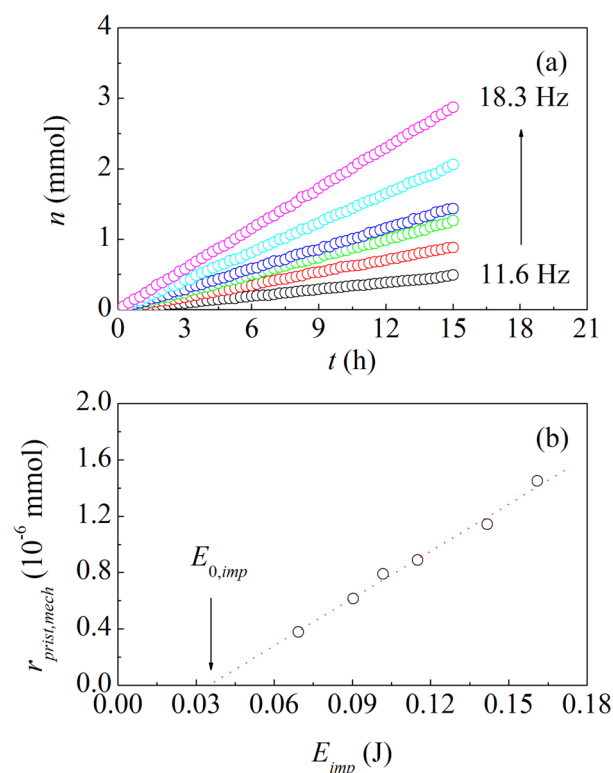 4
3
2
1
0
n (mmol)
(a)
18.3 Hz
11.6 Hz
0 3 6 9 12 15 18 21
t (h)
2.0
1.6
1.2
0.8
0.4
0.0
r_prist,mech (10^-6 mmol)
(b)
E_0,imp
0.00 0.03 0.06 0.09 0.12 0.15 0.18
E_imp (J)